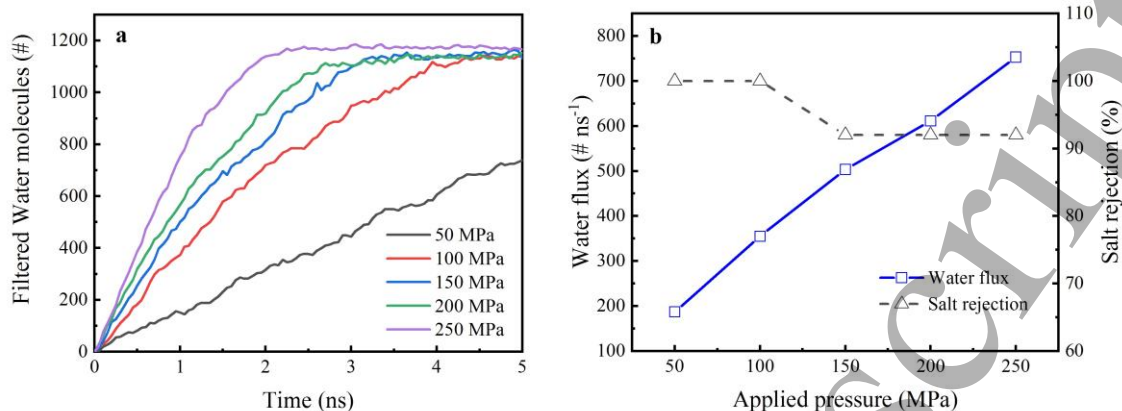 a
Filtered Water molecules (#)
1200
1000
800
600
400
200
0
50 MPa
100 MPa
150 MPa
200 MPa
250 MPa
0 1 2 3 4 5
Time (ns)
b
Water flux (# ns⁻¹)
800
700
600
500
400
300
200
100
Water flux
Salt rejection
50 100 150 200 250
Applied pressure (MPa)
110
100
90
80
70
60
Salt rejection (%)
scri